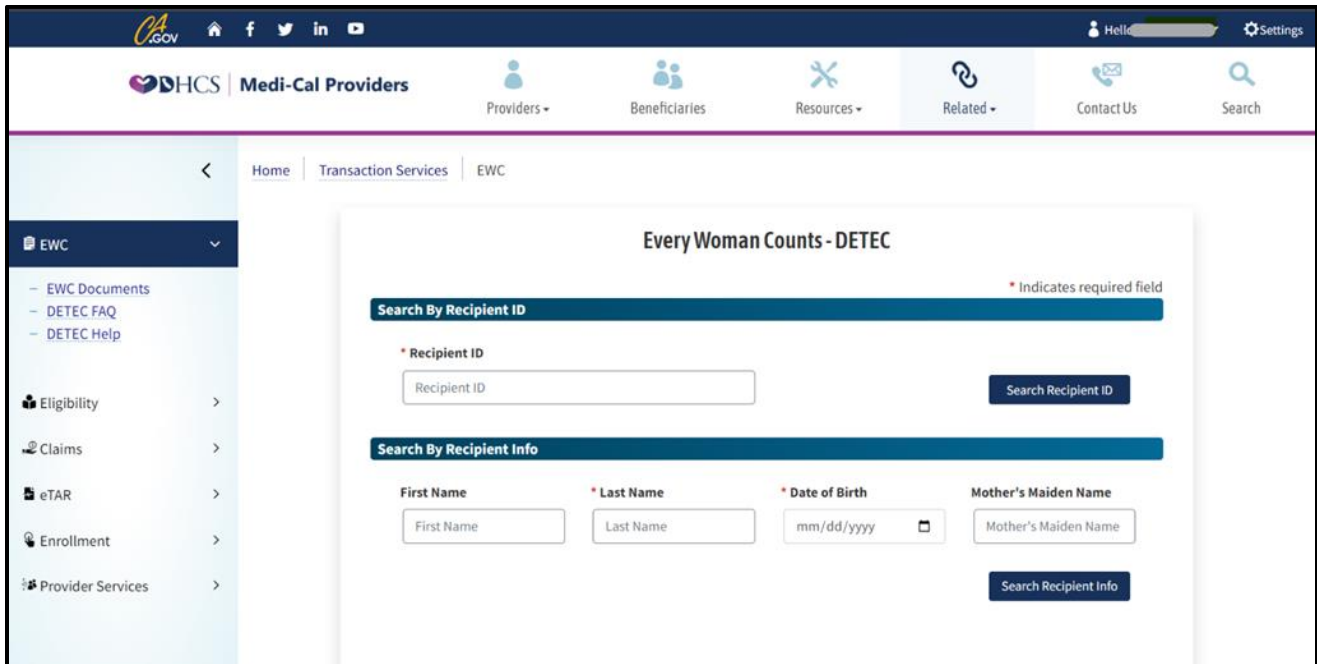 CA.GOV f in Hello Settings
DHCS | Medi-Cal Providers
Providers Beneficiaries Resources Related Contact Us Search
Home Transaction Services EWC
EWC
– EWC Documents
– DETEC FAQ
– DETEC Help
Eligibility
Claims
eTAR
Enrollment
Provider Services
Every Woman Counts - DETEC
* Indicates required field
Search By Recipient ID
* Recipient ID
Recipient ID
Search Recipient ID
Search By Recipient Info
First Name * Last Name * Date of Birth Mother's Maiden Name
First Name Last Name mm/dd/yyyy Mother's Maiden Name
Search Recipient Info